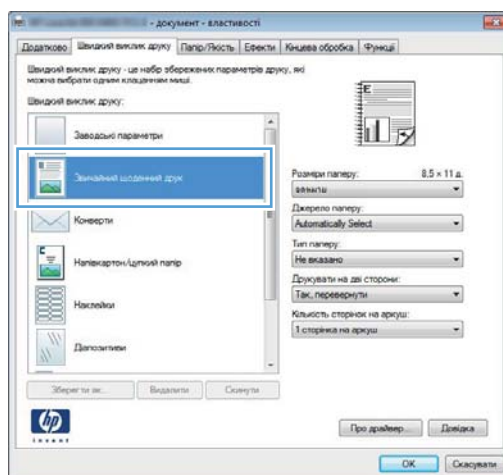 - документ - властивості
Додатково Швидкий виклик друку Папір/Якість Ефекти Кінцева обробка Функції
Швидкий виклик друку - це набір збережених параметрів друку, які
можна вибрати одним клацанням миші.
Швидкий виклик друку:
Заводські параметри
Звичайний щоденний друк
Конверти
Напівкартон/цупкий папір
Наклейки
Діапозитиви
Зберегти як...
Видалити
Скинути
E
Розміри паперу: 8,5 × 11 д.
Джерело паперу:
Automatically Select
Тип паперу:
Не вказано
Друкувати на дві сторони:
Так, перевернути
Кількість сторінок на аркуш:
1 сторінка на аркуш
hp
invent
Про драйвер...
Довідка
OK
Скасувати